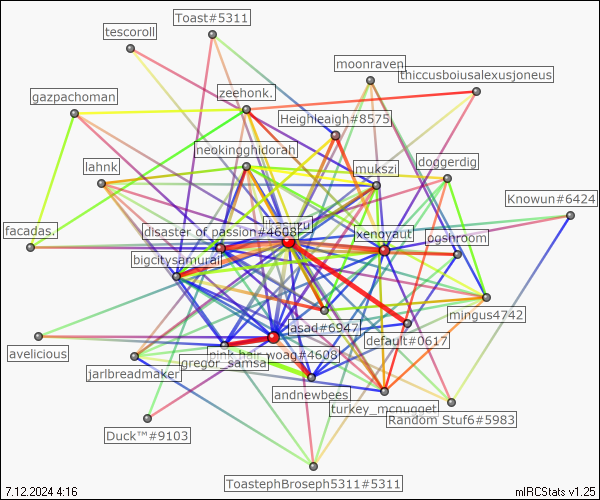 Toast#5311
tescoroll
moonraven
thiccusboiusalexusjoneus
zeehonk.
gazpachoman
Heighleaigh#8575
neokingghidorah
doggerdig
lahnk
mukszi
Knowun#6424
facadas.
disaster of passion#4608
xenoyaut
ogshroom
bigcitysamurai
mingus4742
asad#6947
default#0617
avelicious
pink hair woag#4608
gregor_samsa
jarlbreadmaker
andnewbees
turkey_mcnugget
Random Stuf6#5983
Duck™#9103
ToastephBroseph5311#5311
7.12.2024 4:16
mIRCStats v1.25